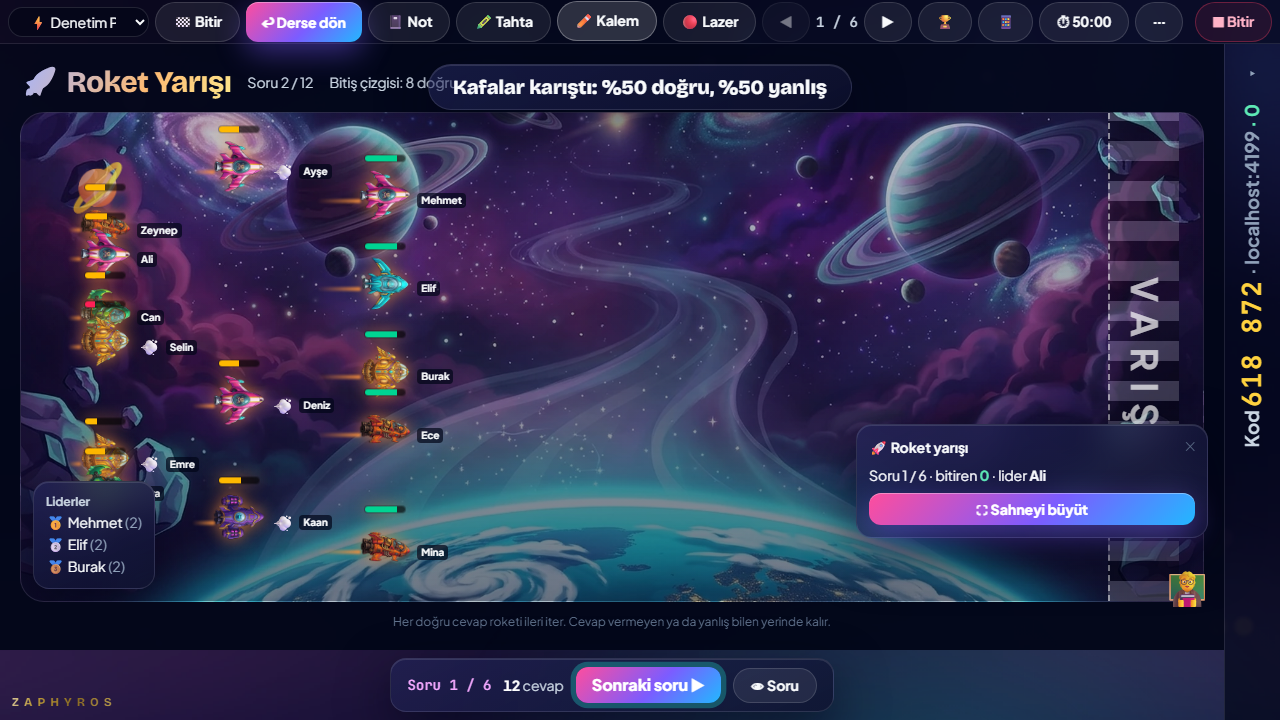 Denetim F
Bitir
Derse dön
Not
Tahta
Kalem
Lazer
1 / 6
50:00
Bitir
Roket Yarışı
Soru 2 / 12
Bitiş çizgisi: 8
Kafalar karıştı: %50 doğru, %50 yanlış
Ayşe
Mehmet
Zeynep
Ali
Elif
Can
Selin
Burak
Deniz
Ece
Emre
Kaan
Mina
VARIŞ
Liderler
Mehmet (2)
Elif (2)
Burak (2)
Roket yarışı
Soru 1 / 6 · bitiren 0 · lider Ali
Sahneyi büyüt
Her doğru cevap roketi ileri iter. Cevap vermeyen ya da yanlış bilen yerinde kalır.
Soru 1 / 6
12 cevap
Sonraki soru
Soru
ZAPHYROS
Kod 618 872 · localhost:4199 · 0